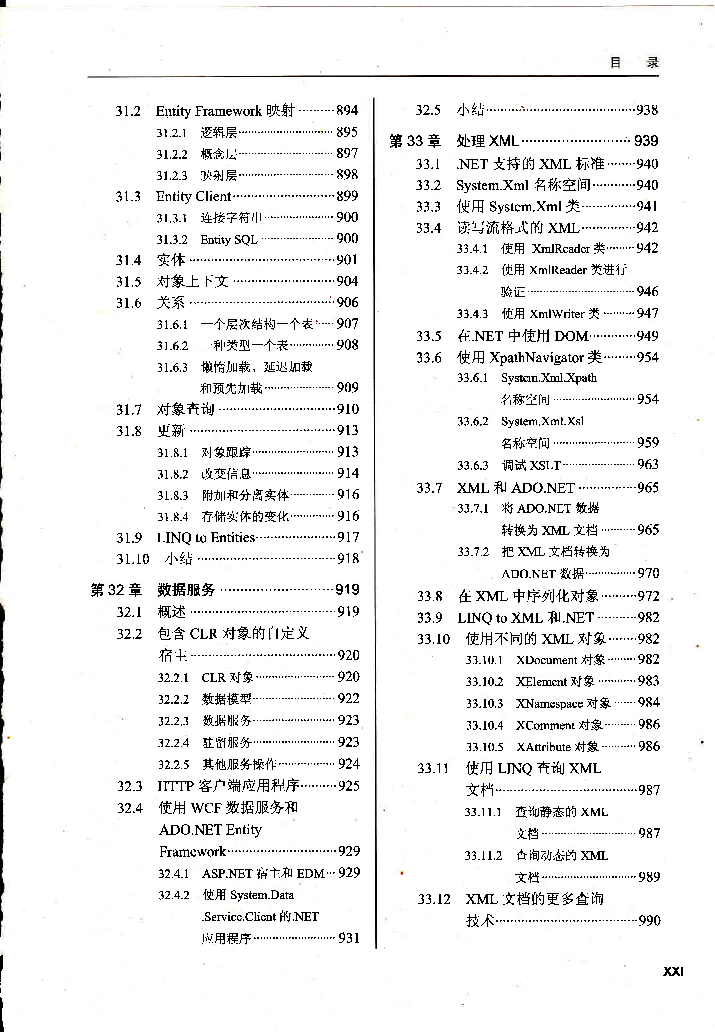 目 录
31.2 Entity Framework 映射………894
31.2.1 逻辑层…………………………895
31.2.2 概念层…………………………897
31.2.3 映射层…………………………898
31.3 Entity Client……………………899
31.3.1 连接字符串…………………900
31.3.2 Entity SQL…………………900
31.4 实体………………………………901
31.5 对象上下文……………………904
31.6 关系………………………………906
31.6.1 一个层次结构一个表……907
31.6.2 一种类型一个表…………908
31.6.3 懒惰加载、延迟加载
和预先加载…………………909
31.7 对象查询…………………………910
31.8 更新………………………………913
31.8.1 对象跟踪……………………913
31.8.2 改变信息……………………914
31.8.3 附加和分离实体…………916
31.8.4 存储实体的变化…………916
31.9 LINQ to Entities…………………917
31.10 小结……………………………918
第 32 章 数据服务…………………………919
32.1 概述………………………………919
32.2 包含 CLR 对象的自定义
宿主………………………………920
32.2.1 CLR 对象……………………920
32.2.2 数据模型……………………922
32.2.3 数据服务……………………923
32.2.4 驻留服务……………………923
32.2.5 其他服务操作………………924
32.3 HTTP 客户端应用程序………925
32.4 使用 WCF 数据服务和
ADO.NET Entity
Framework………………………929
32.4.1 ASP.NET 宿主和 EDM…929
32.4.2 使用 System.Data
.Service.Client 的.NET
应用程序……………………931
32.5 小结………………………………938
第 33 章 处理 XML………………………939
33.1 .NET 支持的 XML 标准………940
33.2 System.Xml 名称空间…………940
33.3 使用 System.Xml 类……………941
33.4 读写流格式的 XML……………942
33.4.1 使用 XmlReader 类………942
33.4.2 使用 XmlReader 类进行
验证…………………………946
33.4.3 使用 XmlWriter 类………947
33.5 在.NET 中使用 DOM…………949
33.6 使用 XpathNavigator 类………954
33.6.1 System.Xml.Xpath
名称空间……………………954
33.6.2 System.Xml.Xsl
名称空间……………………959
33.6.3 调试 XSLT…………………963
33.7 XML 和 ADO.NET……………965
33.7.1 将 ADO.NET 数据
转换为 XML 文档…………965
33.7.2 把 XML 文档转换为
ADO.NET 数据……………970
33.8 在 XML 中序列化对象………972
33.9 LINQ to XML 和.NET…………982
33.10 使用不同的 XML 对象………982
33.10.1 XDocument 对象………982
33.10.2 XElement 对象…………983
33.10.3 XNamespace 对象……984
33.10.4 XComment 对象………986
33.10.5 XAttribute 对象…………986
33.11 使用 LINQ 查询 XML
文档………………………………987
33.11.1 查询静态的 XML
文档…………………………987
33.11.2 查询动态的 XML
文档…………………………989
33.12 XML 文档的更多查询
技术………………………………990
XXI